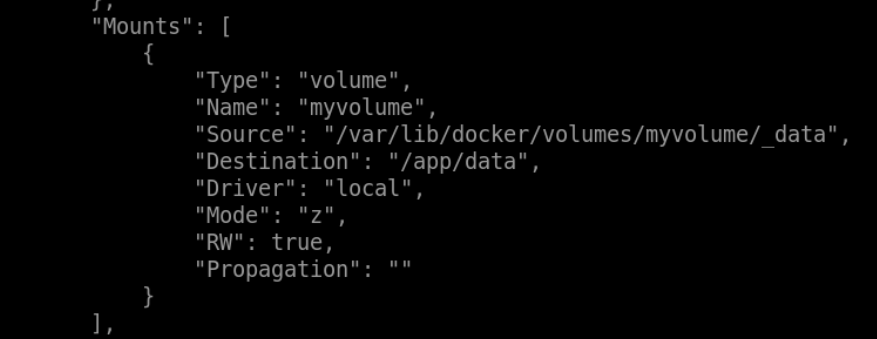 },
"Mounts": [
{
"Type": "volume",
"Name": "myvolume",
"Source": "/var/lib/docker/volumes/myvolume/_data",
"Destination": "/app/data",
"Driver": "local",
"Mode": "z",
"RW": true,
"Propagation": ""
}
],